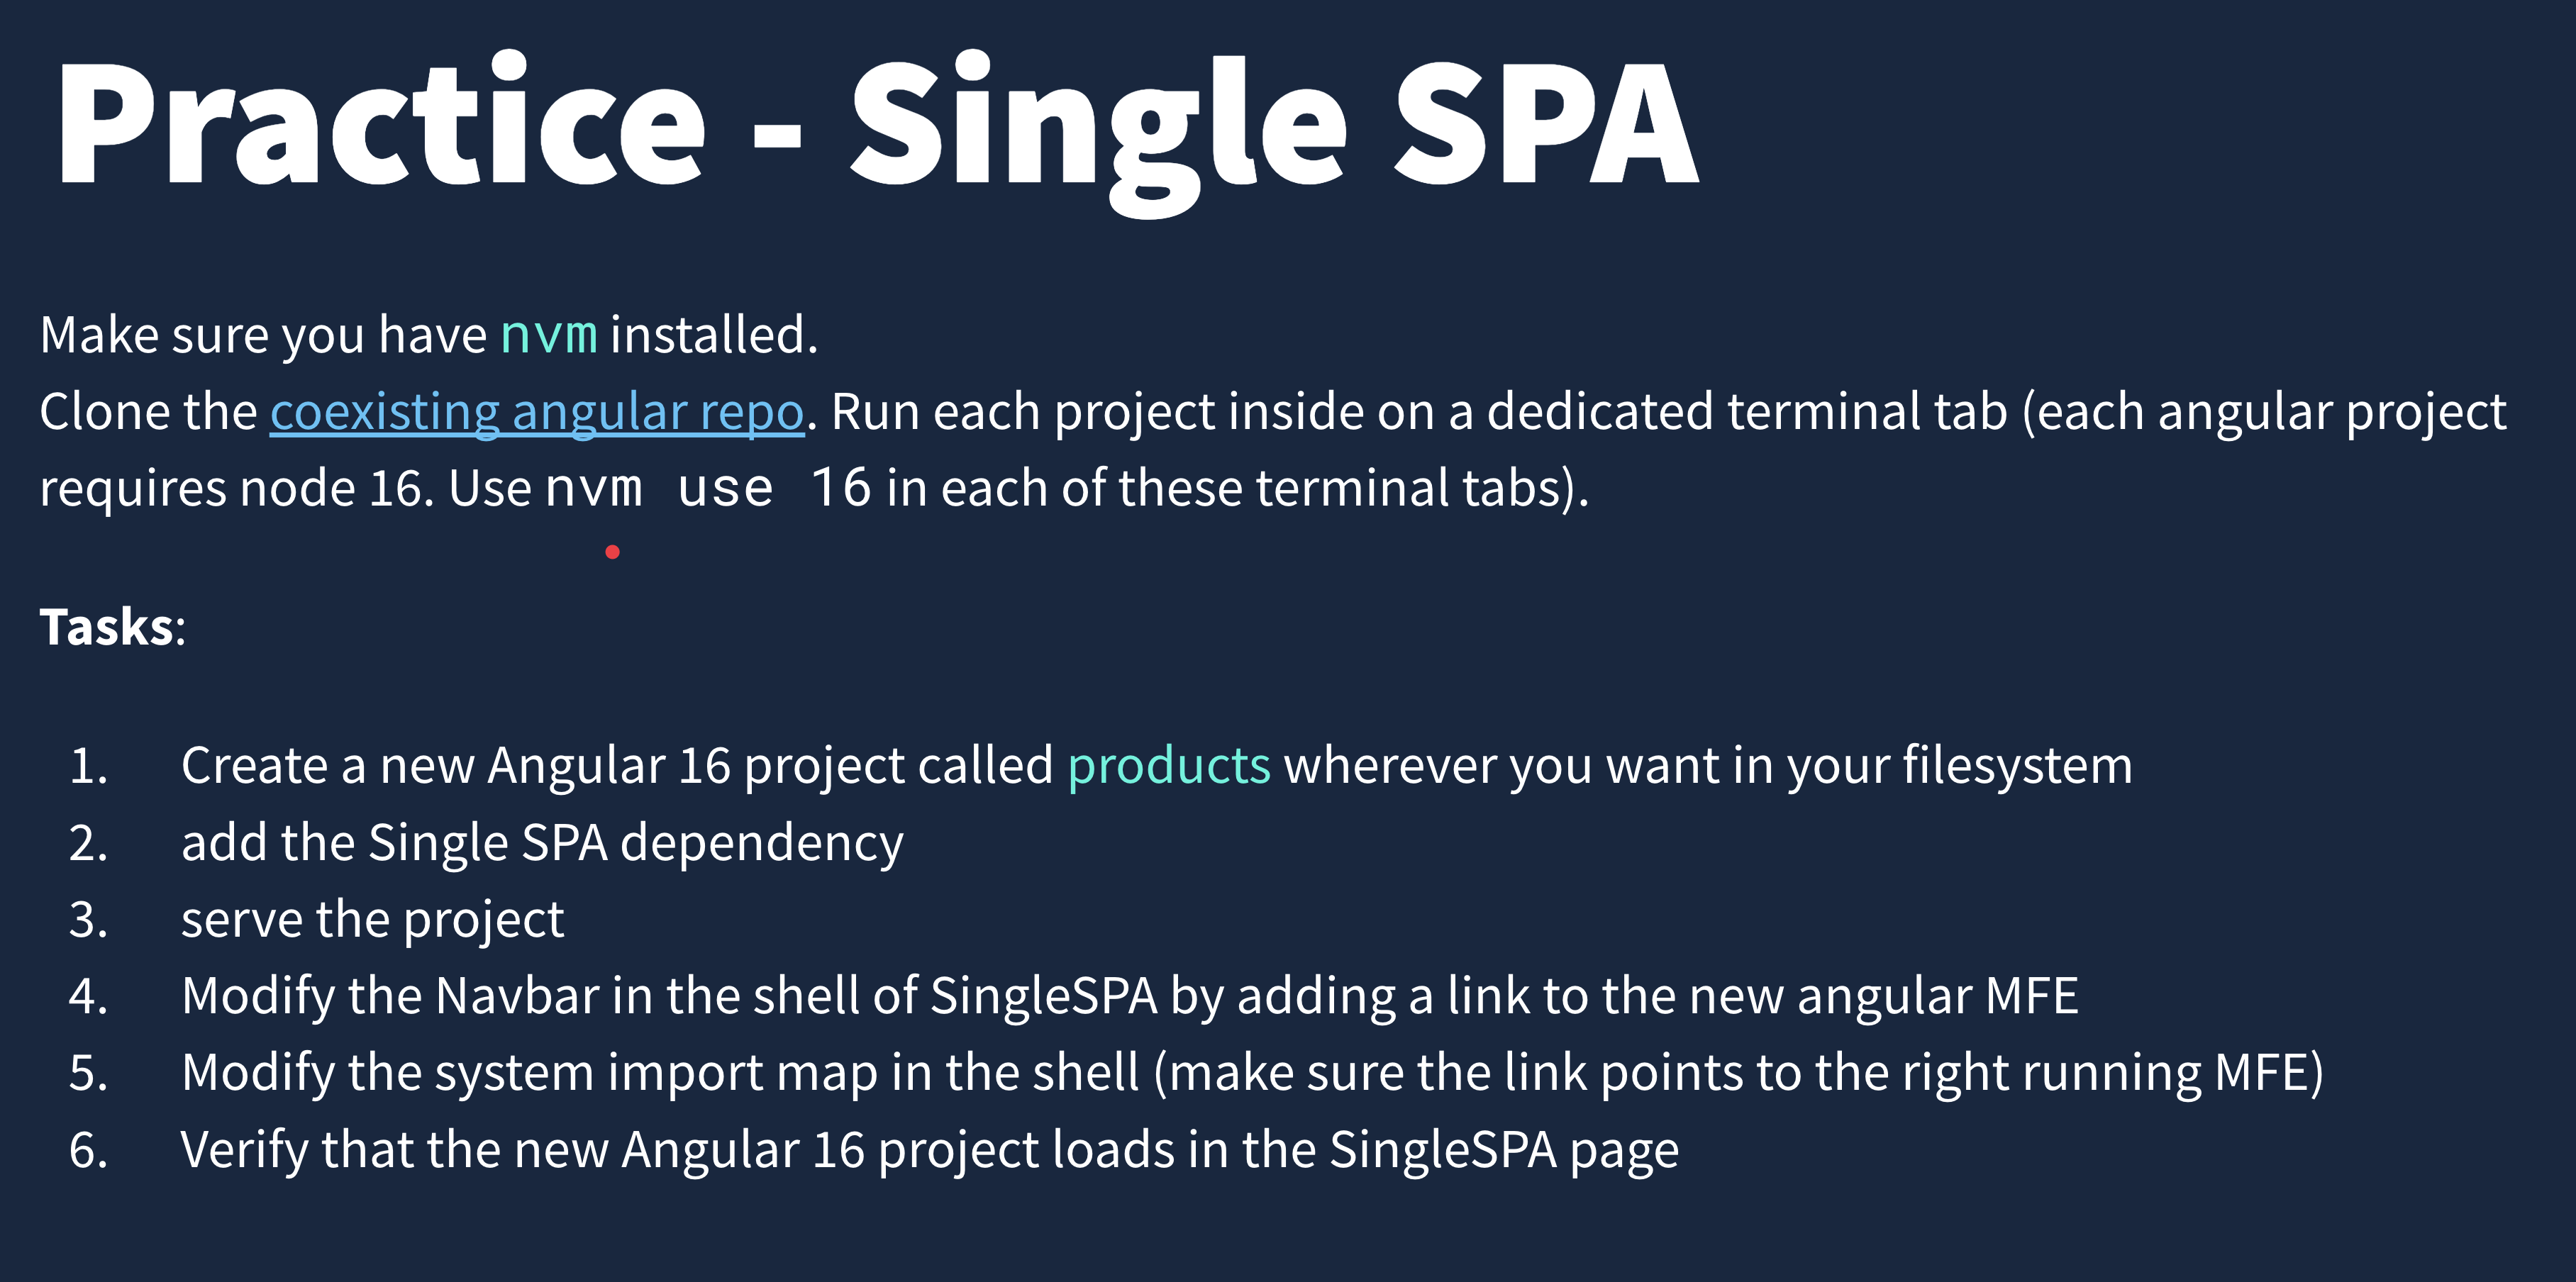 Practice - Single SPA
Make sure you have nvm installed.
Clone the coexisting angular repo. Run each project inside on a dedicated terminal tab (each angular project
requires node 16. Use nvm use 16 in each of these terminal tabs).
Tasks:
1. Create a new Angular 16 project called products wherever you want in your filesystem
2. add the Single SPA dependency
3. serve the project
4. Modify the Navbar in the shell of SingleSPA by adding a link to the new angular MFE
5. Modify the system import map in the shell (make sure the link points to the right running MFE)
6. Verify that the new Angular 16 project loads in the SingleSPA page